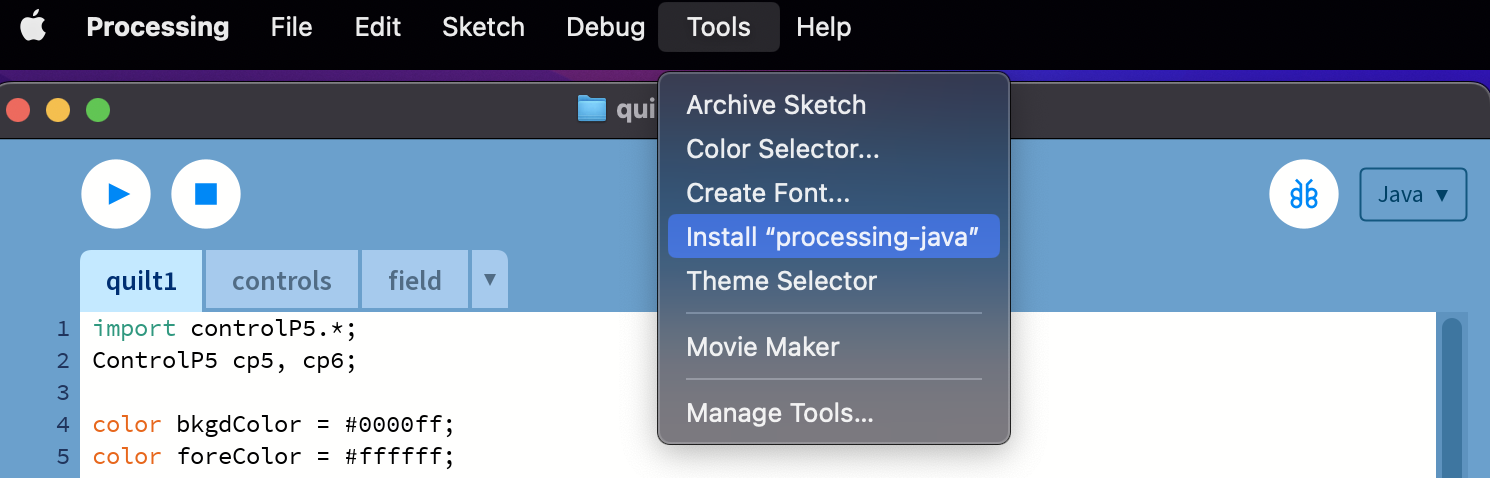 Processing File Edit Sketch Debug Tools Help
qui
Archive Sketch
Color Selector...
Create Font...
Install “processing-java”
Theme Selector
Movie Maker
Manage Tools...
Java ▼
quilt1 controls field ▼
1 import controlP5.*;
2 ControlP5 cp5, cp6;
3
4 color bkgdColor = #0000ff;
5 color foreColor = #ffffff;